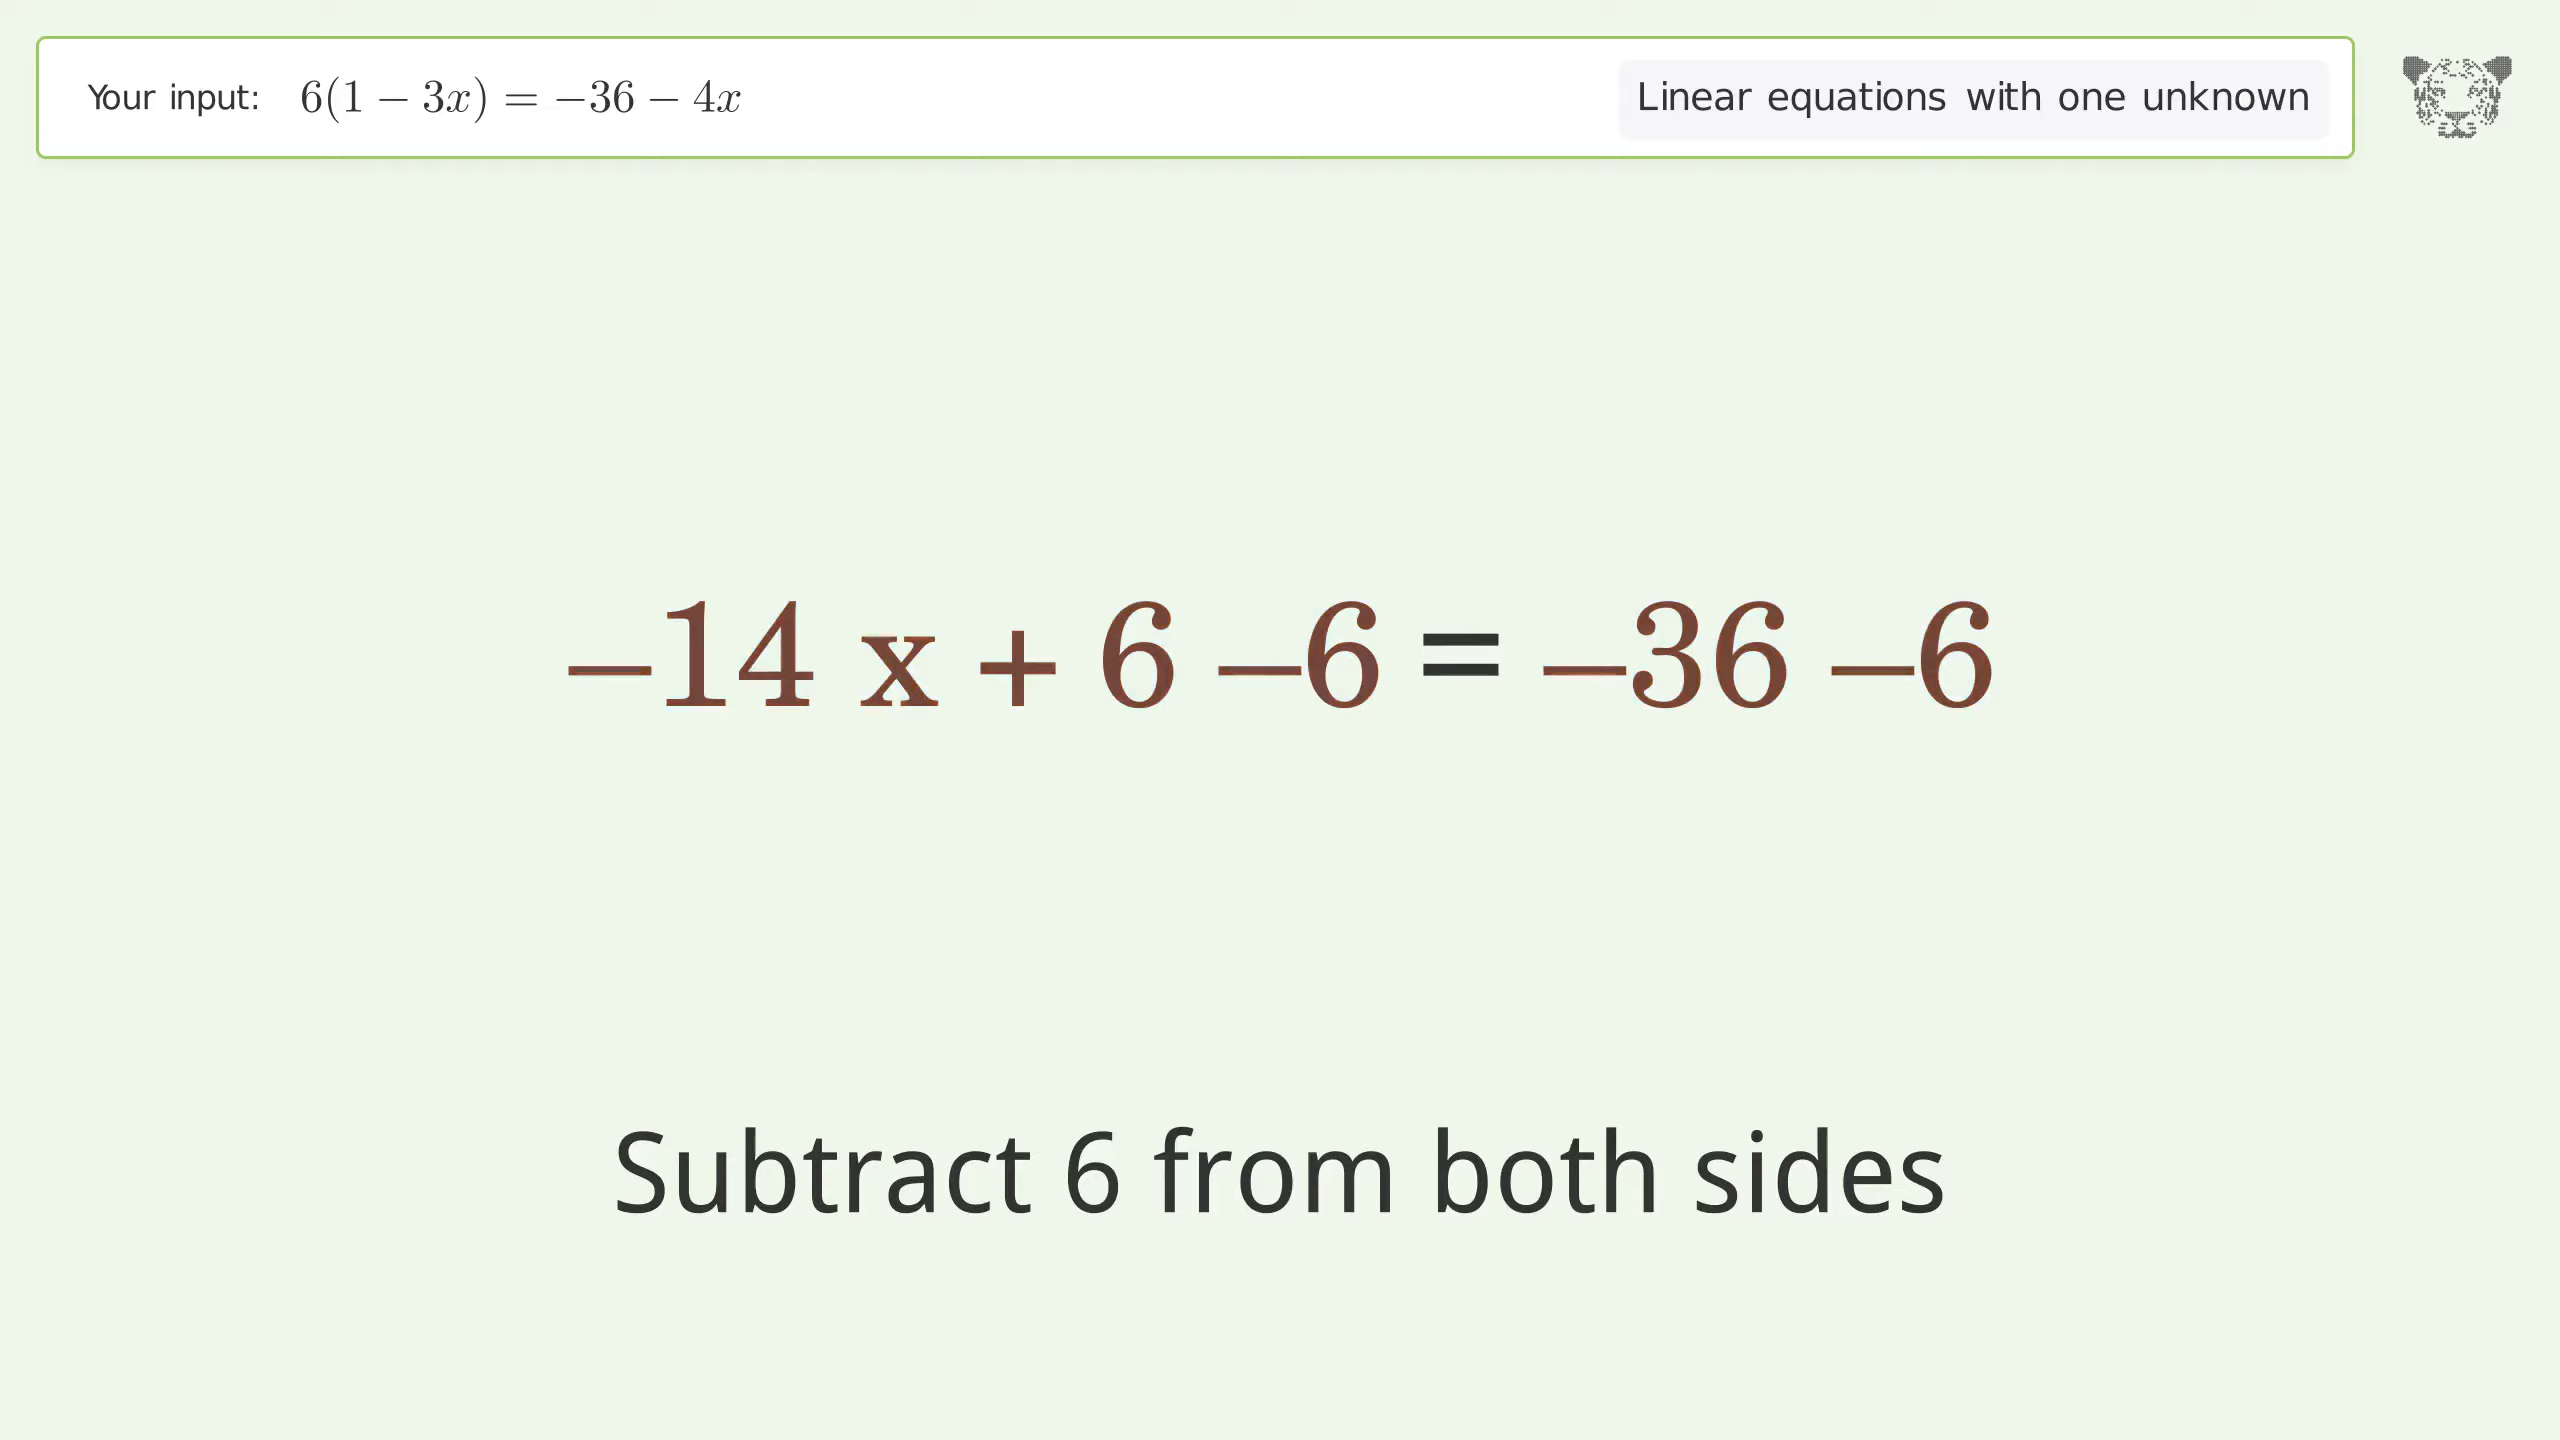 Your input: 6(1 − 3x) = −36 − 4x Linear equations with one unknown
−14 x + 6 −6 = −36 −6
Subtract 6 from both sides